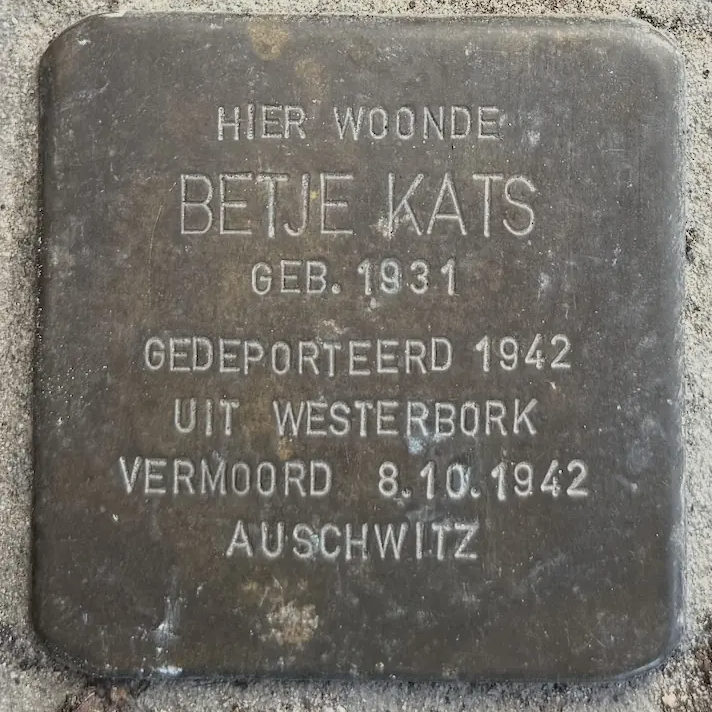 HIER WOONDE
BETJE KATS
GEB. 1931
GEDEPORTEERD 1942
UIT WESTERBORK
VERMOORD 8.10.1942
AUSCHWITZ